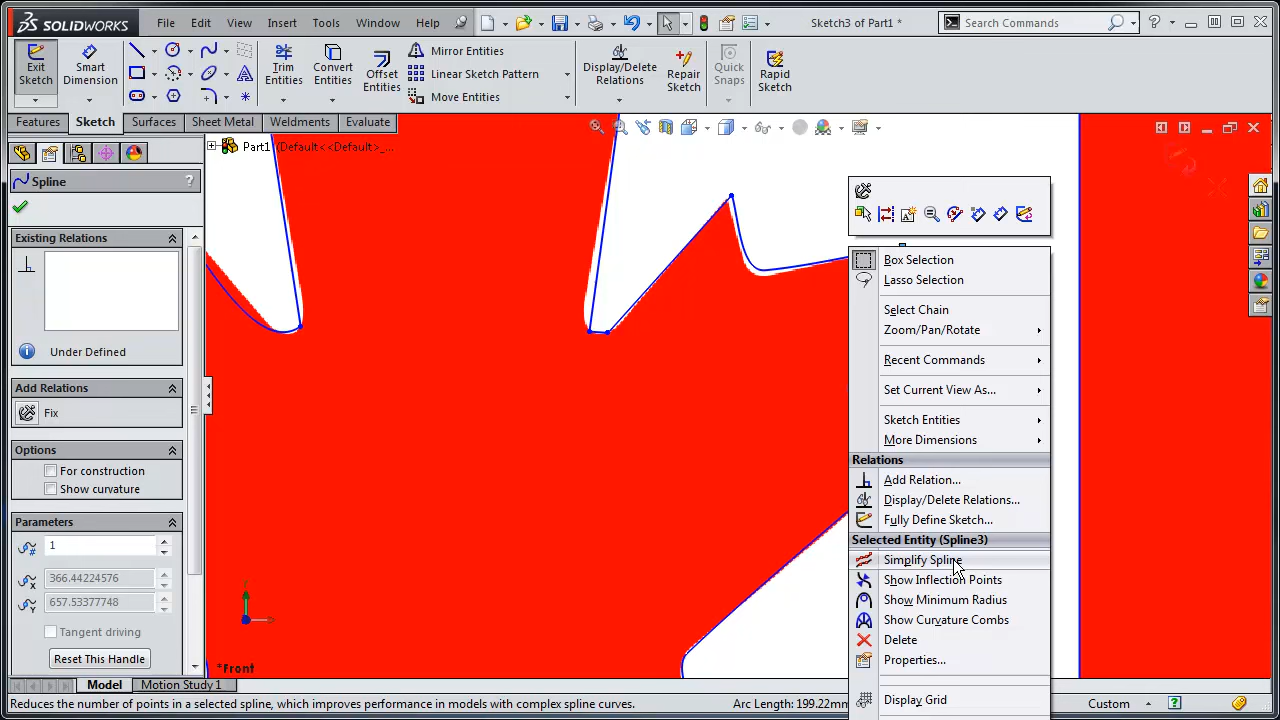 SOLIDWORKS File Edit View Insert Tools Window Help Sketch3 of Part1 * Search Commands
Exit Sketch
Smart Dimension
Trim Entities
Convert Entities
Offset Entities
Mirror Entities
Linear Sketch Pattern
Move Entities
Display/Delete Relations
Repair Sketch
Quick Snaps
Rapid Sketch
Features Sketch Surfaces Sheet Metal Weldments Evaluate
Part1 (Default<<Default>_...
Spline ?
Existing Relations
Under Defined
Add Relations
Fix
Options
For construction
Show curvature
Parameters
1
366.44224576
657.53377748
Tangent driving
Reset This Handle
Box Selection
Lasso Selection
Select Chain
Zoom/Pan/Rotate
Recent Commands
Set Current View As...
Sketch Entities
More Dimensions
Relations
Add Relation...
Display/Delete Relations...
Fully Define Sketch...
Selected Entity (Spline3)
Simplify Spline...
Show Inflection Points
Show Minimum Radius
Show Curvature Combs
Delete
Properties...
Display Grid
*Front
Model Motion Study 1
Reduces the number of points in a selected spline, which improves performance in models with complex spline curves. Arc Length: 199.22mm Custom